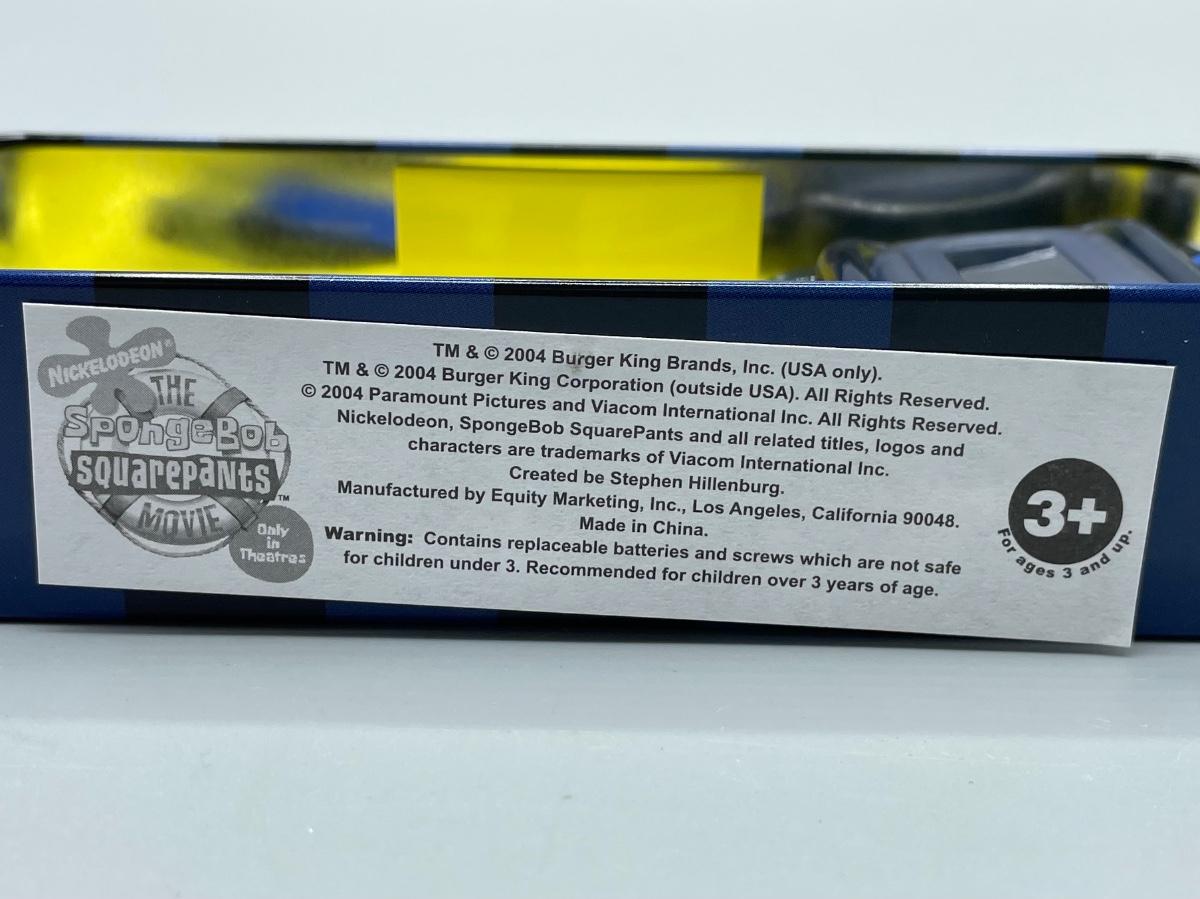 NICKELODEON®
THE
SpongeBob
SQUAREPANTS
MOVIE™
Only
in
Theatres
TM & © 2004 Burger King Brands, Inc. (USA only).
TM & © 2004 Burger King Corporation (outside USA). All Rights Reserved.
© 2004 Paramount Pictures and Viacom International Inc. All Rights Reserved.
Nickelodeon, SpongeBob SquarePants and all related titles, logos and
characters are trademarks of Viacom International Inc.
Created be Stephen Hillenburg.
Manufactured by Equity Marketing, Inc., Los Angeles, California 90048.
Made in China.
Warning: Contains replaceable batteries and screws which are not safe
for children under 3. Recommended for children over 3 years of age.
3+
For ages 3 and up.